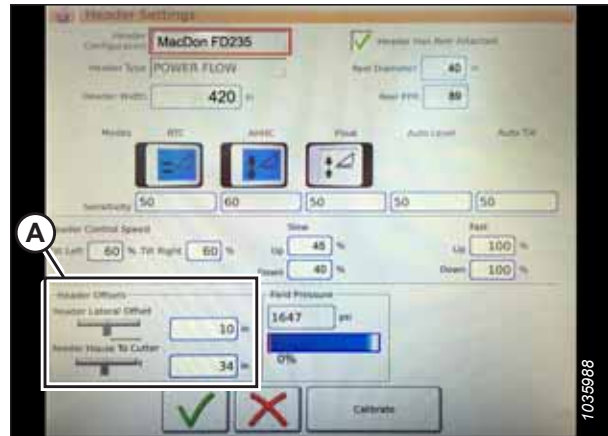 Header Settings
Header Configuration MacDon FD235
Header Has Reel Attached
Header Type POWER FLOW
Reel Diameter 40 in
Header Width 420 in
Reel PPR 89
Modes RTC AHHC Float Auto Level Auto Tilt
Sensitivity 50 60 50 50 50
A
Header Control Speed
Slow
Fast
Tilt Left 60 % Tilt Right 60 %
Up 45 %
Up 100 %
Down 40 %
Down 100 %
Header Offsets
Field Pressure
Header Lateral Offset
10 in
1647 psi
Feeder House To Cutter
34 in
0%
Calibrate
1035988